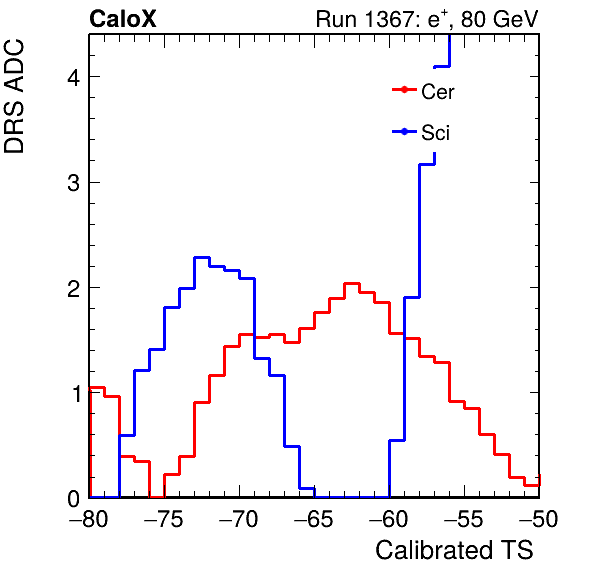 CaloX Run 1367: e⁺, 80 GeV
DRS ADC
4
3
2
1
0
Cer
Sci
−80 −75 −70 −65 −60 −55 −50
Calibrated TS